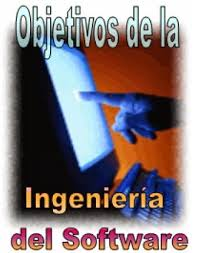 Objetivos de la
Ingeniería
del Software